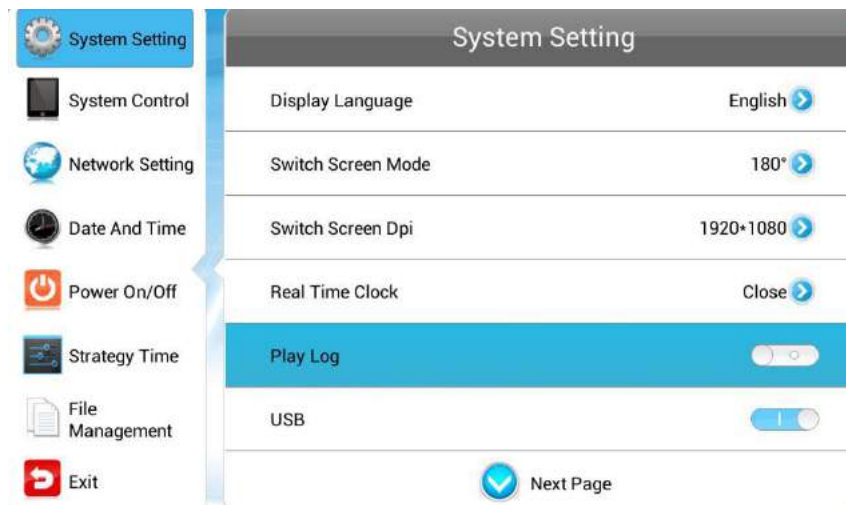 System Setting
System Control
Network Setting
Date And Time
Power On/Off
Strategy Time
File
Management
Exit
System Setting
Display Language English
Switch Screen Mode 180°
Switch Screen Dpi 1920*1080
Real Time Clock Close
Play Log
USB
Next Page